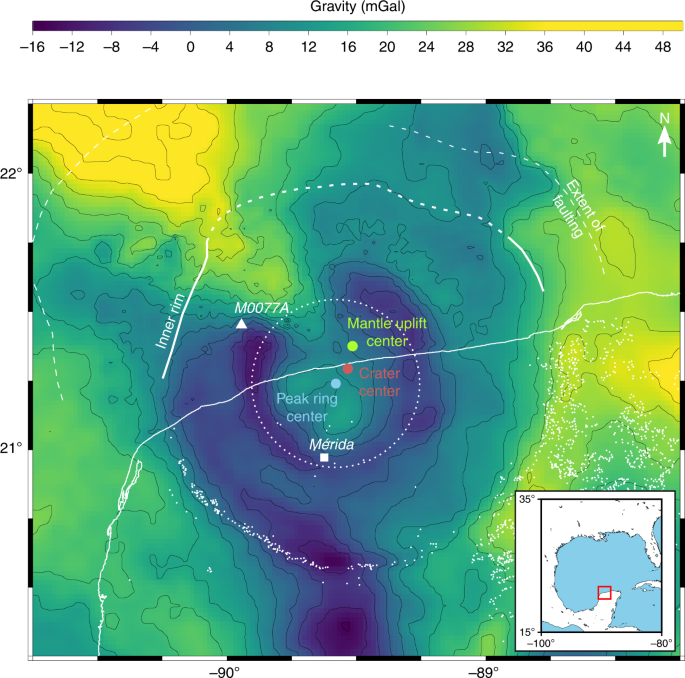 Gravity (mGal)
−16 −12 −8 −4 0 4 8 12 16 20 24 28 32 36 40 44 48
N
22°
Extent of
faulting
Inner rim
M0077A
Mantle uplift
center
Crater
center
Peak ring
center
Mérida
21°
35°
15°
−100° −80°
−90° −89°